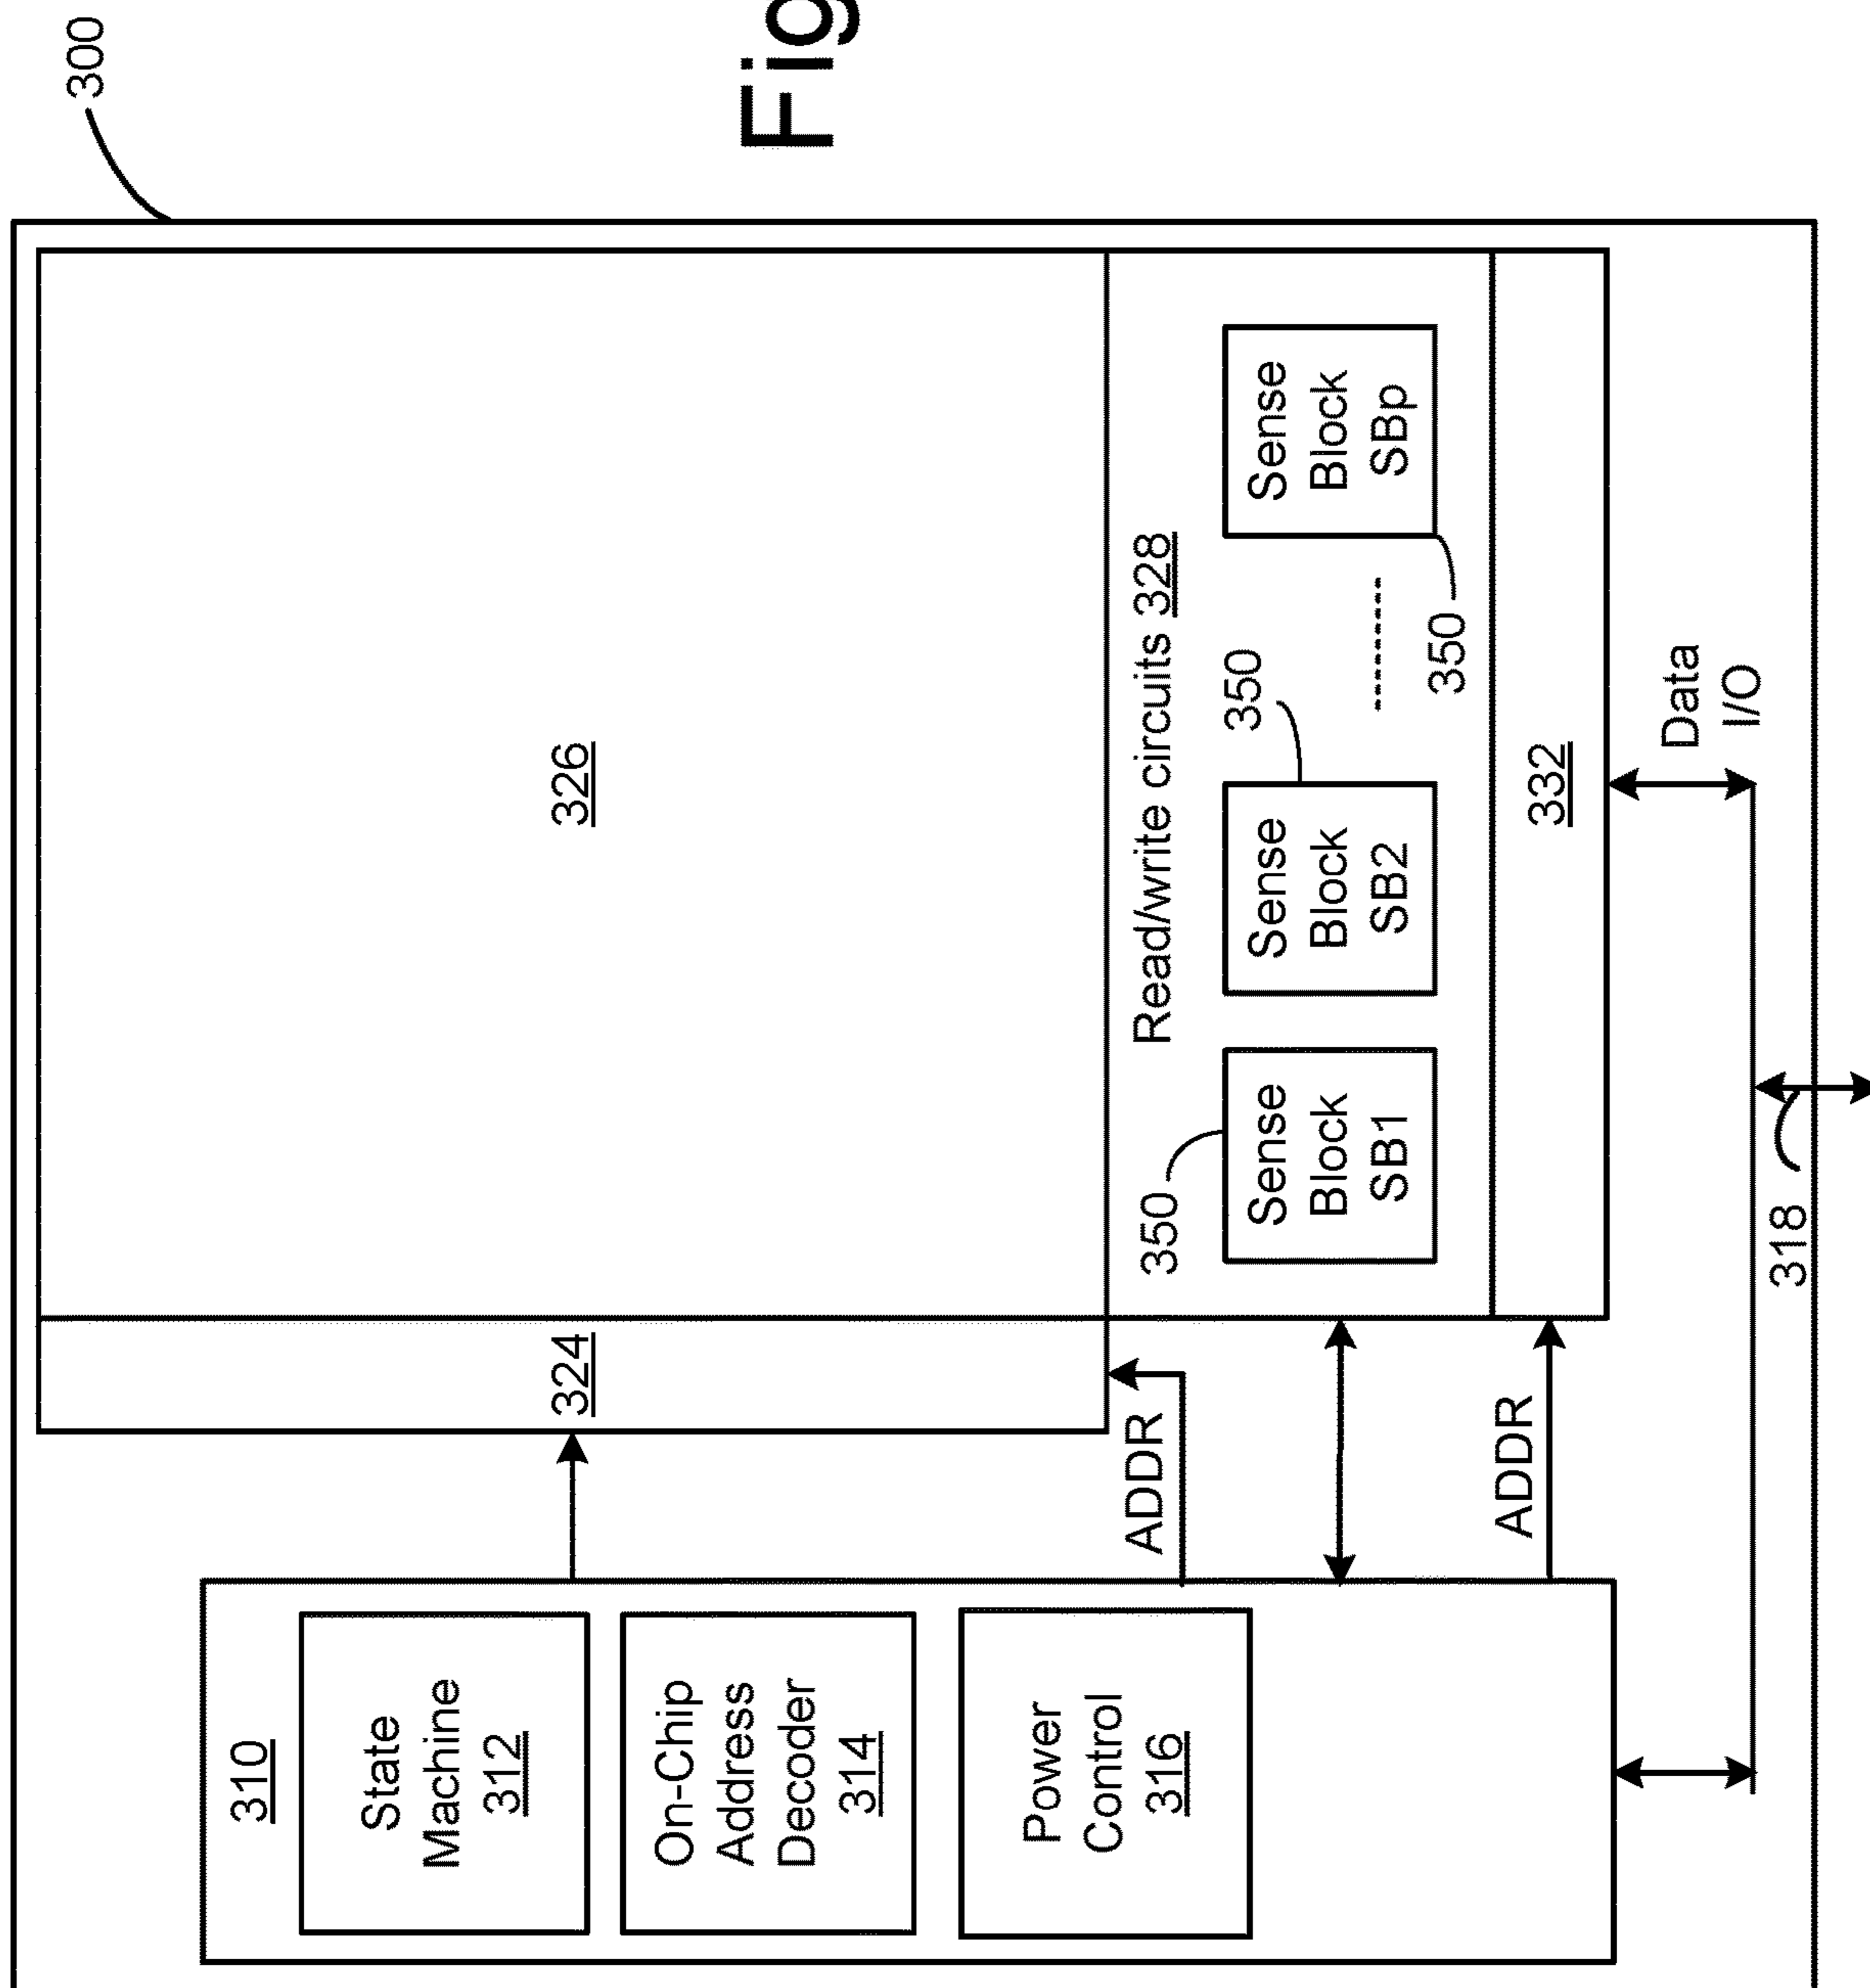 300
Fig
326
324
310
State
Machine
312
On-Chip
Address
Decoder
314
Power
Control
316
ADDR
ADDR
Read/write circuits 328
350
Sense
Block
SB1
350
Sense
Block
SB2
---------
350
Sense
Block
SBp
332
Data
I/O
318